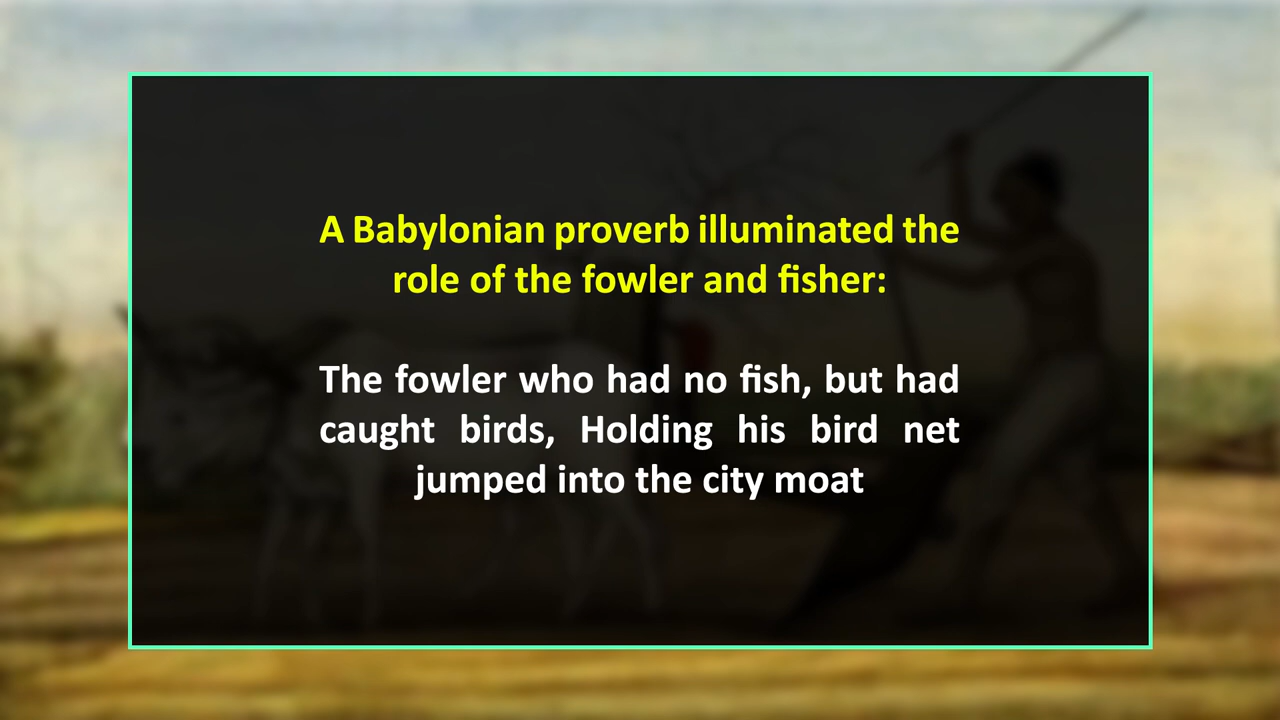 A Babylonian proverb illuminated the
role of the fowler and fisher:
The fowler who had no fish, but had
caught birds, Holding his bird net
jumped into the city moat